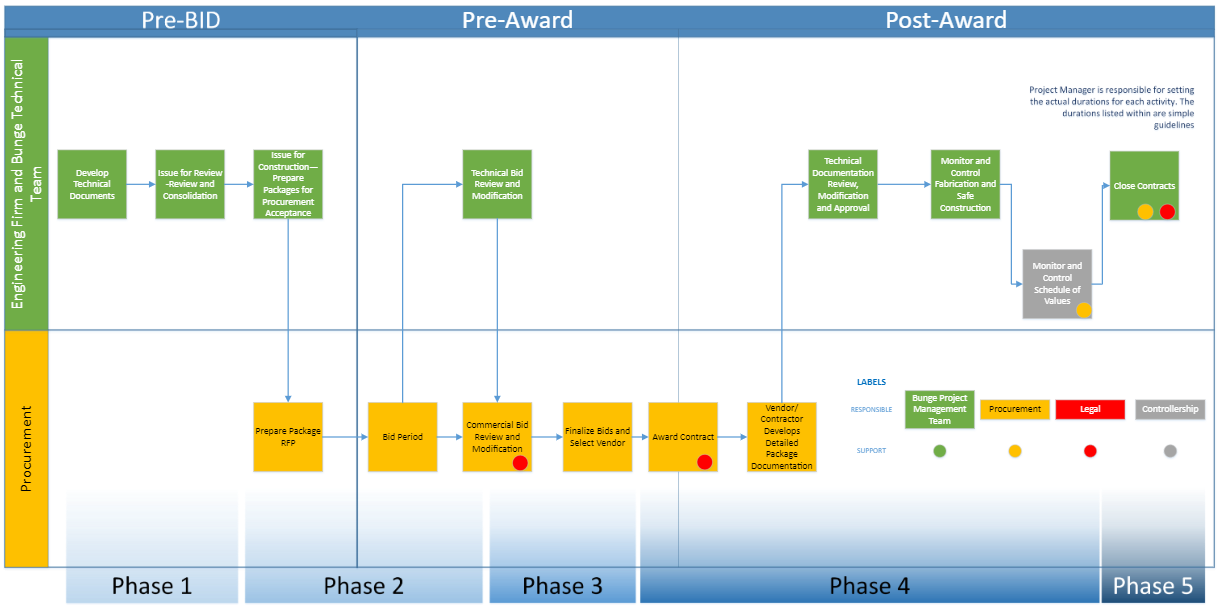 Pre-BID
Pre-Award
Post-Award
Engineering Firm and Bunge Technical
Team
Project Manager is responsible for setting
the actual durations for each activity. The
durations listed within are simple
guidelines
Develop
Technical
Documents
Issue for Review
-Review and
Consolidation
Issue for
Construction—
Prepare
Packages for
Procurement
Acceptance
Technical Bid
Review and
Modification
Technical
Documentation
Review,
Modification
and Approval
Monitor and
Control
Fabrication and
Safe
Construction
Close Contracts
Monitor and
Control
Schedule of
Values
Procurement
Prepare Package
RFP
Bid Period
Commercial Bid
Review and
Modification
Finalize Bids and
Select Vendor
Award Contract
Vendor/
Contractor
Develops
Detailed
Package
Documentation
LABELS
RESPONSIBLE
Bunge Project
Management
Team
Procurement
Legal
Controllership
SUPPORT
Phase 1
Phase 2
Phase 3
Phase 4
Phase 5